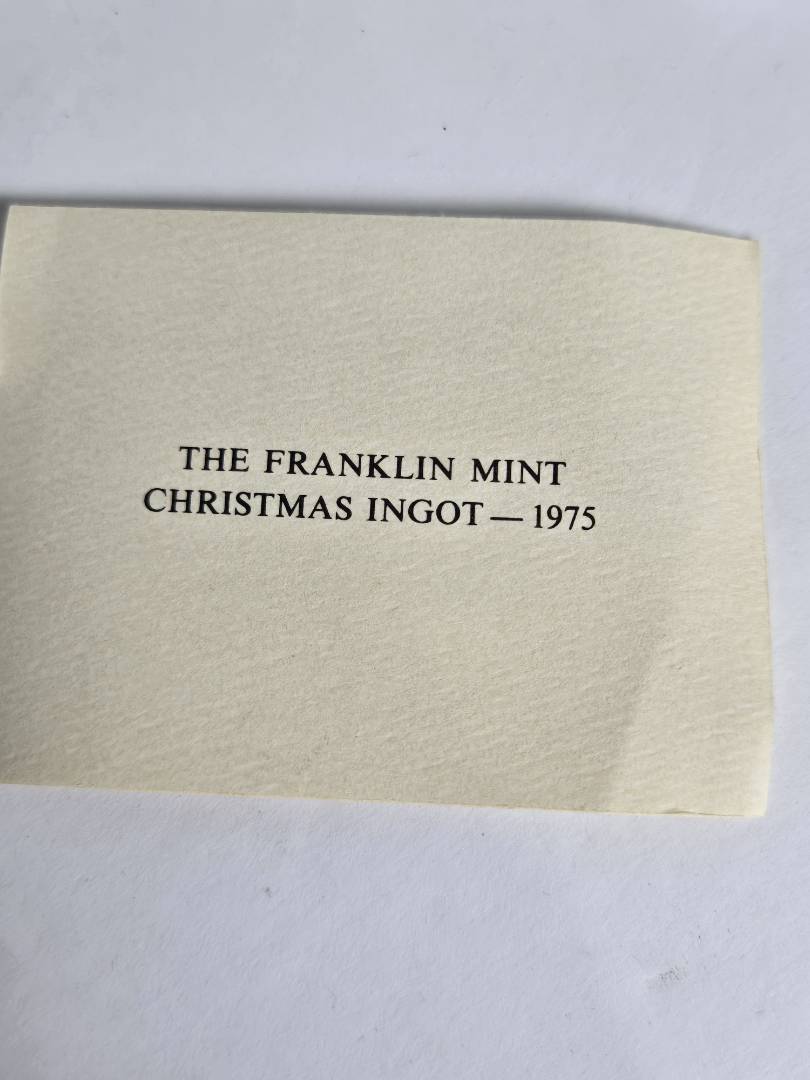 THE FRANKLIN MINT
CHRISTMAS INGOT — 1975